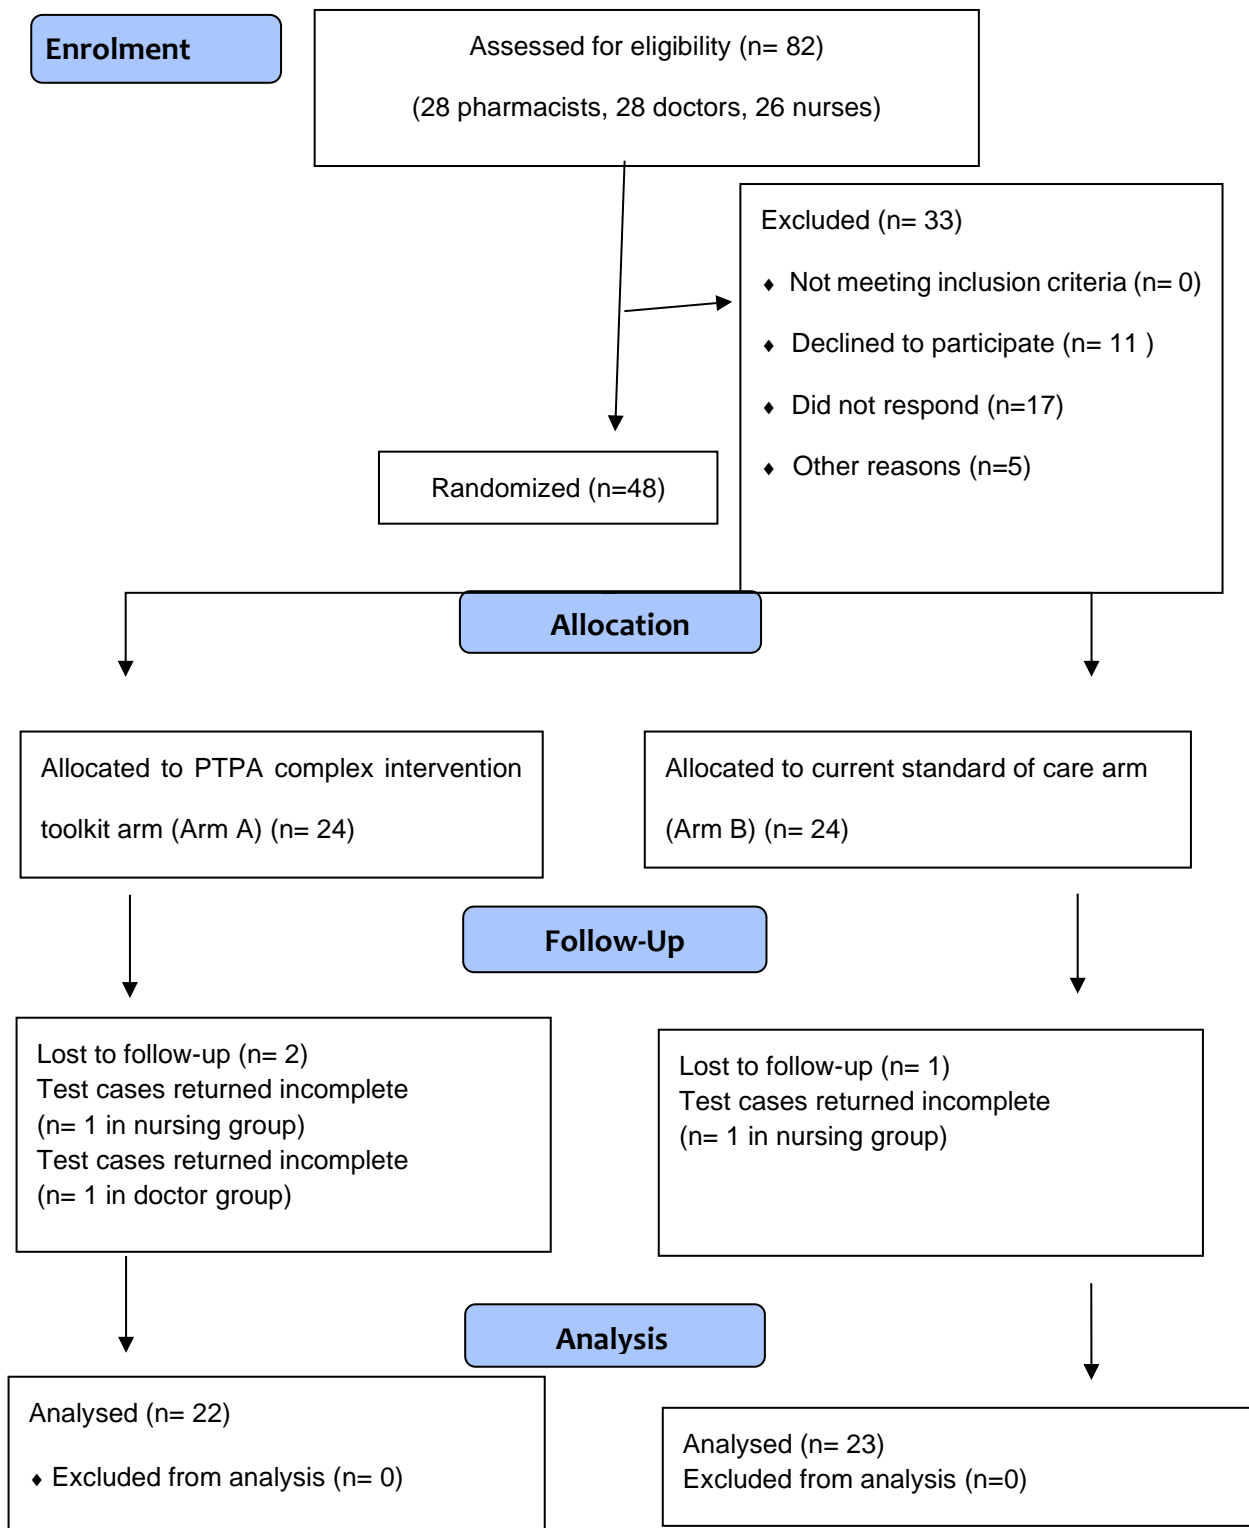 Enrolment
Assessed for eligibility (n= 82)
(28 pharmacists, 28 doctors, 26 nurses)
Excluded (n= 33)
♦ Not meeting inclusion criteria (n= 0)
♦ Declined to participate (n= 11 )
♦ Did not respond (n=17)
♦ Other reasons (n=5)
Randomized (n=48)
Allocation
Allocated to PTPA complex intervention
toolkit arm (Arm A) (n= 24)
Allocated to current standard of care arm
(Arm B) (n= 24)
Follow-Up
Lost to follow-up (n= 2)
Test cases returned incomplete
(n= 1 in nursing group)
Test cases returned incomplete
(n= 1 in doctor group)
Lost to follow-up (n= 1)
Test cases returned incomplete
(n= 1 in nursing group)
Analysis
Analysed (n= 22)
♦ Excluded from analysis (n= 0)
Analysed (n= 23)
Excluded from analysis (n=0)